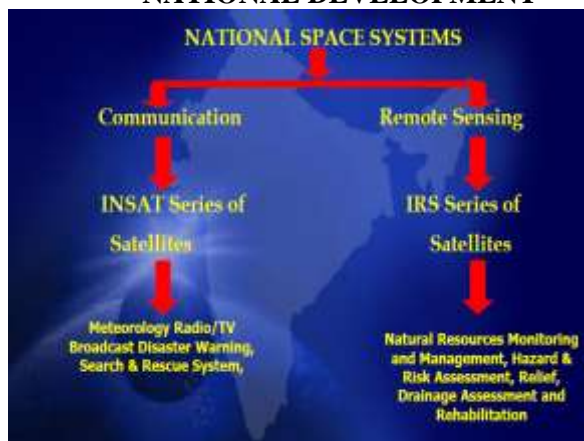 NATIONAL DEVELOPMENT
NATIONAL SPACE SYSTEMS
Communication
INSAT Series of
Satellites
Meteorology Radio/TV
Broadcast Disaster Warning,
Search & Rescue System,
Remote Sensing
IRS Series of
Satellites
Natural Resources Monitoring
and Management, Hazard &
Risk Assessment, Relief,
Drainage Assessment and
Rehabilitation